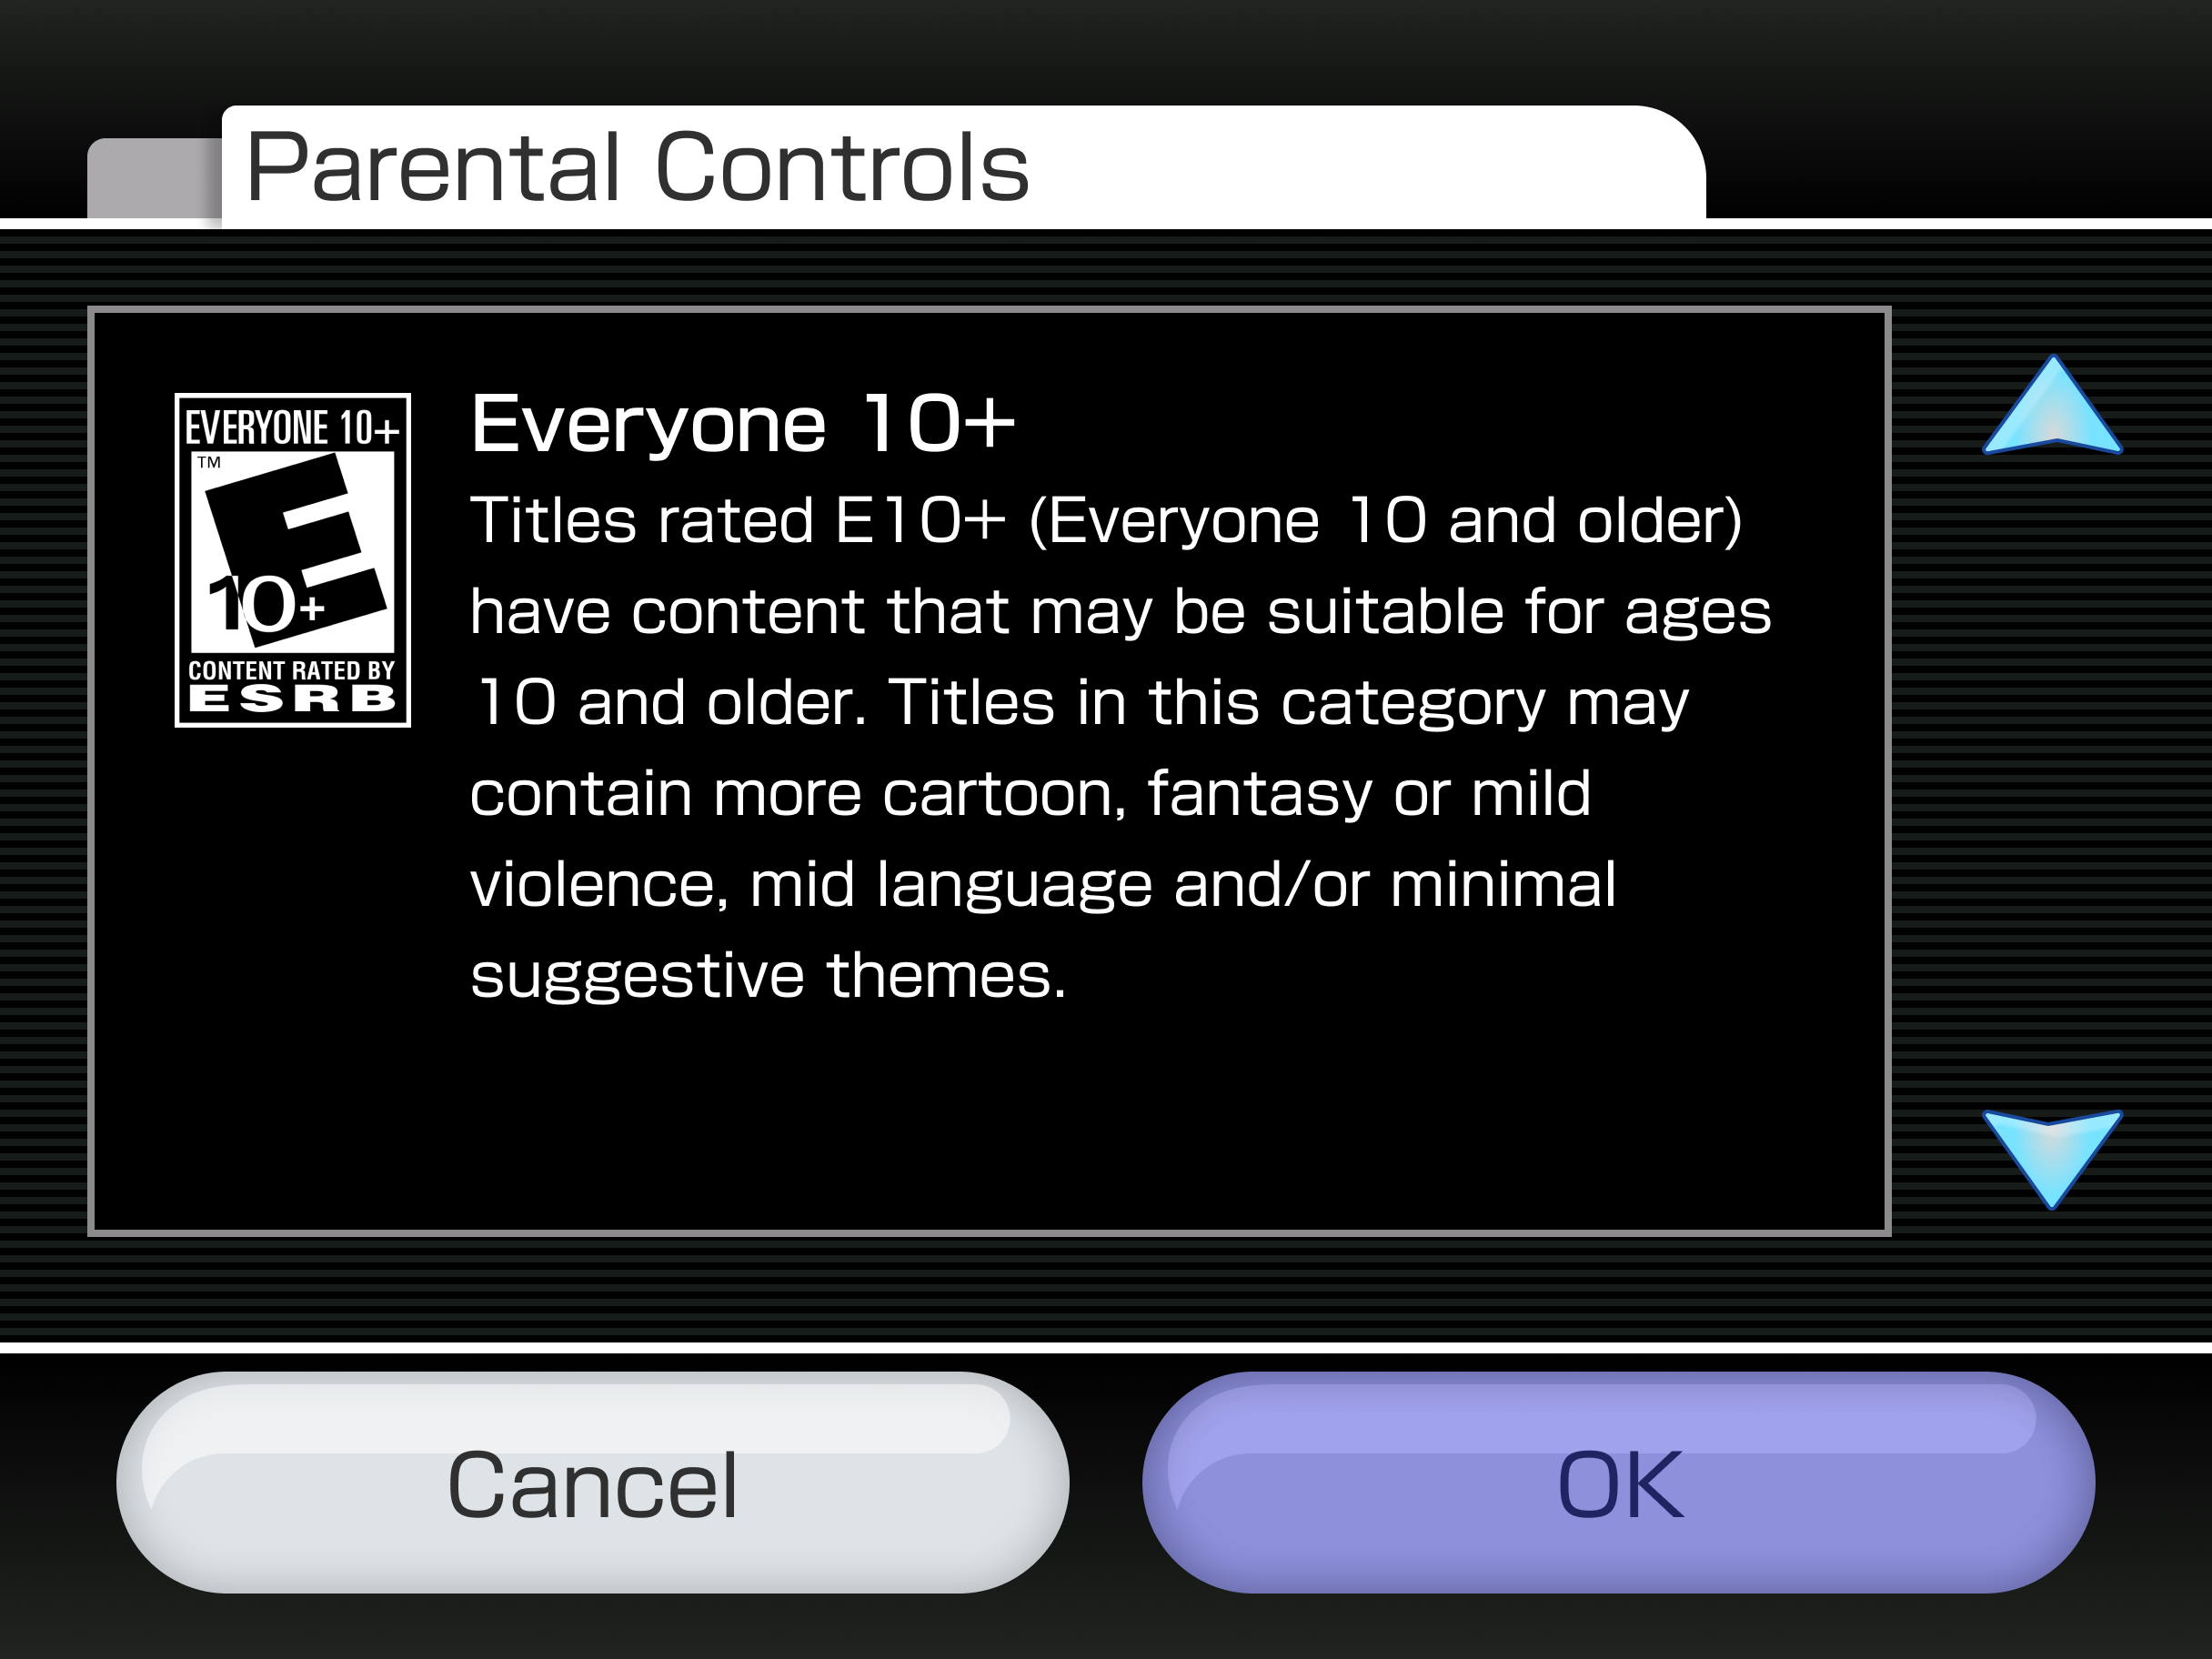 Parental Controls
EVERYONE 10+
TM
E
10+
CONTENT RATED BY
ESRB
Everyone 10+
Titles rated E10+ (Everyone 10 and older)
have content that may be suitable for ages
10 and older. Titles in this category may
contain more cartoon, fantasy or mild
violence, mid language and/or minimal
suggestive themes.
Cancel
OK